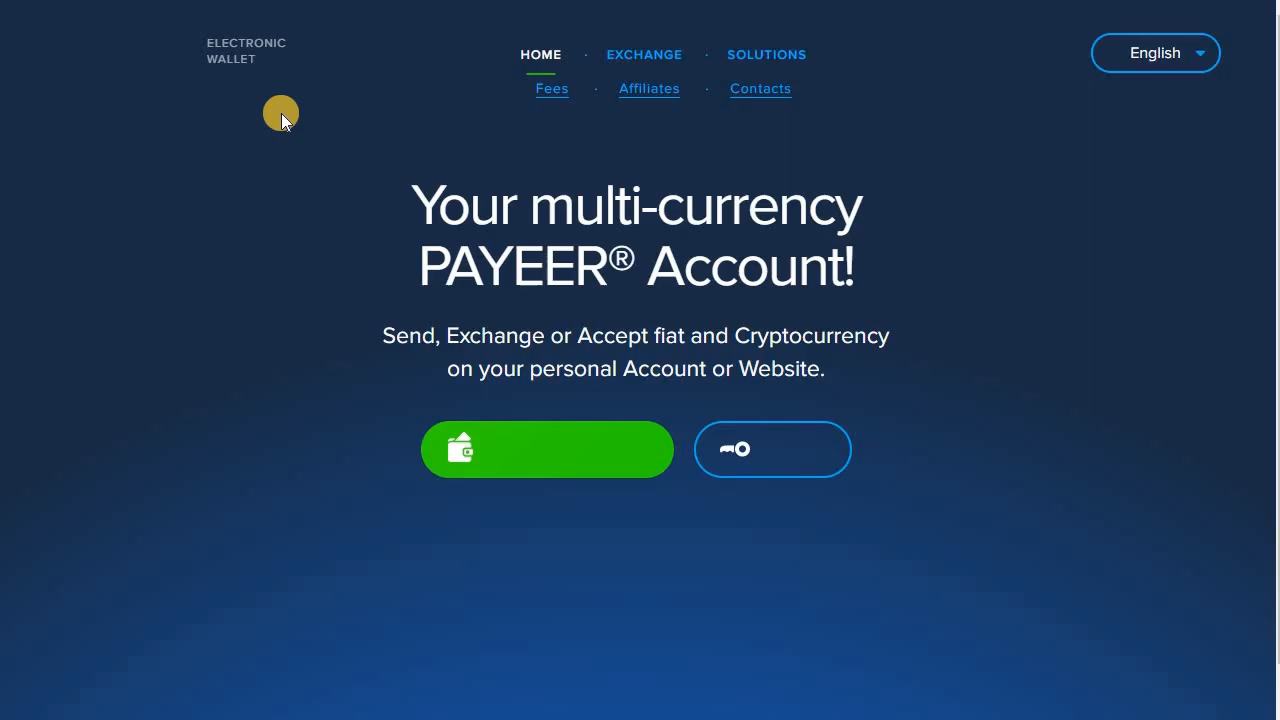 ELECTRONIC
WALLET
HOME · EXCHANGE · SOLUTIONS
Fees · Affiliates · Contacts
English
Your multi-currency
PAYEER® Account!
Send, Exchange or Accept fiat and Cryptocurrency
on your personal Account or Website.